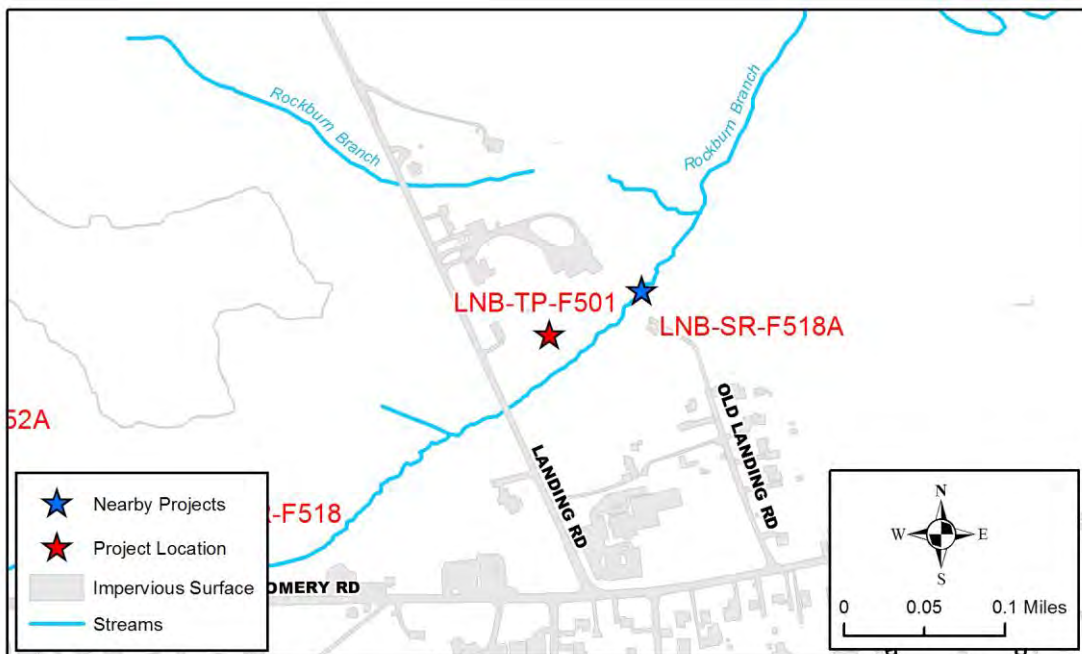 Rockburn Branch
Rockburn Branch
LNB-TP-F501
LNB-SR-F518A
52A
OLD LANDING RD
LANDING RD
R-F518
OMERY RD
Nearby Projects
Project Location
Impervious Surface
Streams
N
W E
S
0 0.05 0.1 Miles